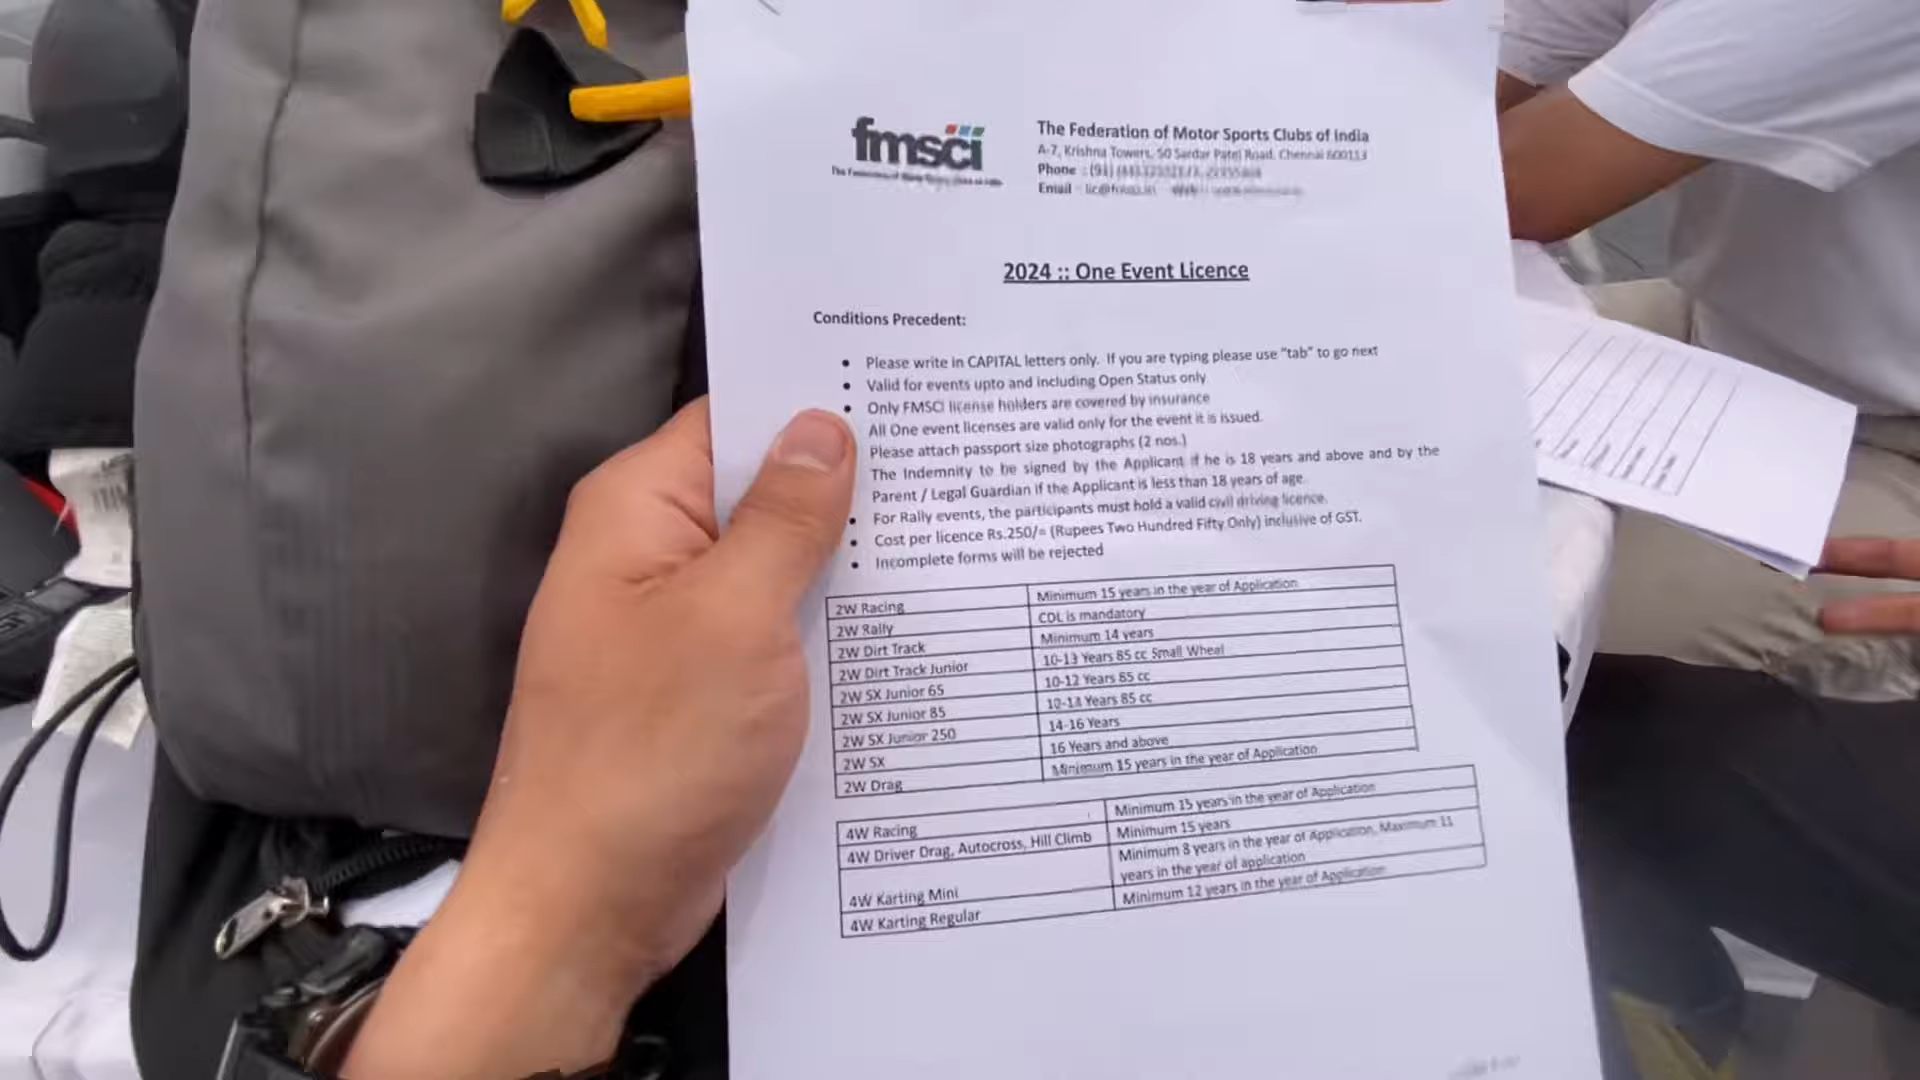 fmsci
The Federation of Motor Sports Clubs of India
A-7, Krishna Towers, 50 Sardar Patel Road, Chennai 600113
Phone : (91)
Email
2024 :: One Event Licence
Conditions Precedent:
• Please write in CAPITAL letters only. If you are typing please use "tab" to go next
• Valid for events upto and including Open Status only
• Only FMSCI license holders are covered by insurance
All One event licenses are valid only for the event it is issued.
Please attach passport size photographs (2 nos.)
The Indemnity to be signed by the Applicant if he is 18 years and above and by the
Parent / Legal Guardian if the Applicant is less than 18 years of age.
• For Rally events, the participants must hold a valid civil driving licence.
• Cost per licence Rs.250/= (Rupees Two Hundred Fifty Only) inclusive of GST.
• Incomplete forms will be rejected
2W Racing Minimum 15 years in the year of Application
2W Rally CDL is mandatory
2W Dirt Track Minimum 14 years
2W Dirt Track Junior 10-13 Years 85 cc Small Wheel
2W SX Junior 65 10-12 Years 65 cc
2W SX Junior 85 Years 85 cc
2W SX Junior 250 14-16 Years
2W SX 16 Years and above
2W Drag Minimum 15 years in the year of Application
4W Racing Minimum 15 years in the year of Application
4W Driver Drag, Autocross, Hill Climb Minimum 15 years
4W Karting Mini Minimum 8 years in the year of Application, Maximum 11
years in the year of application
4W Karting Regular Minimum 12 years in the year of Application